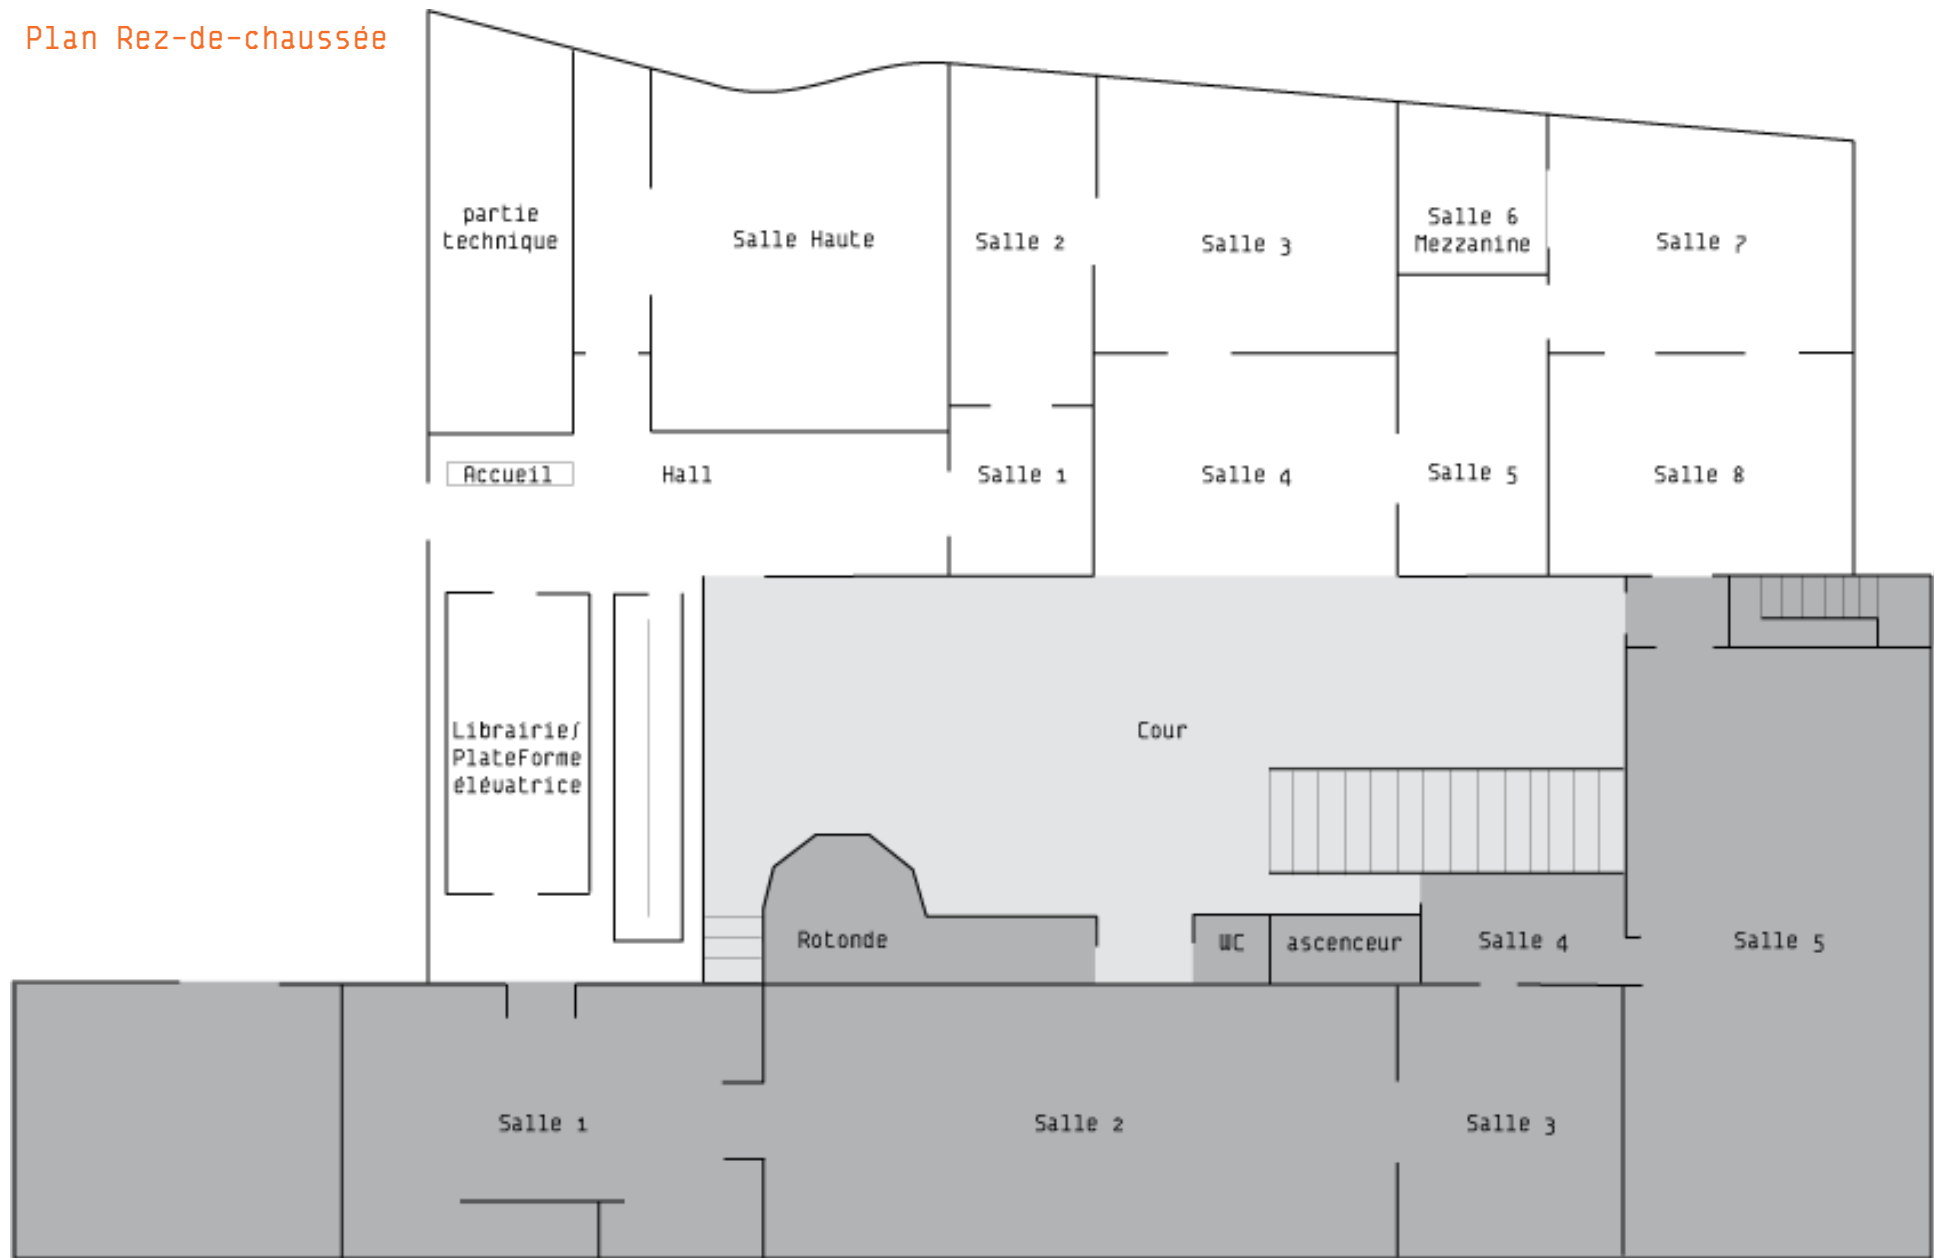 Plan Rez-de-chaussée
partie
technique
Salle Haute
Salle 2
Salle 3
Salle 6
Mezzanine
Salle 7
Accueil
Hall
Salle 1
Salle 4
Salle 5
Salle 8
Librairie/
PlateForme
élévatrice
Cour
Rotonde
WC
ascenceur
Salle 4
Salle 5
Salle 1
Salle 2
Salle 3